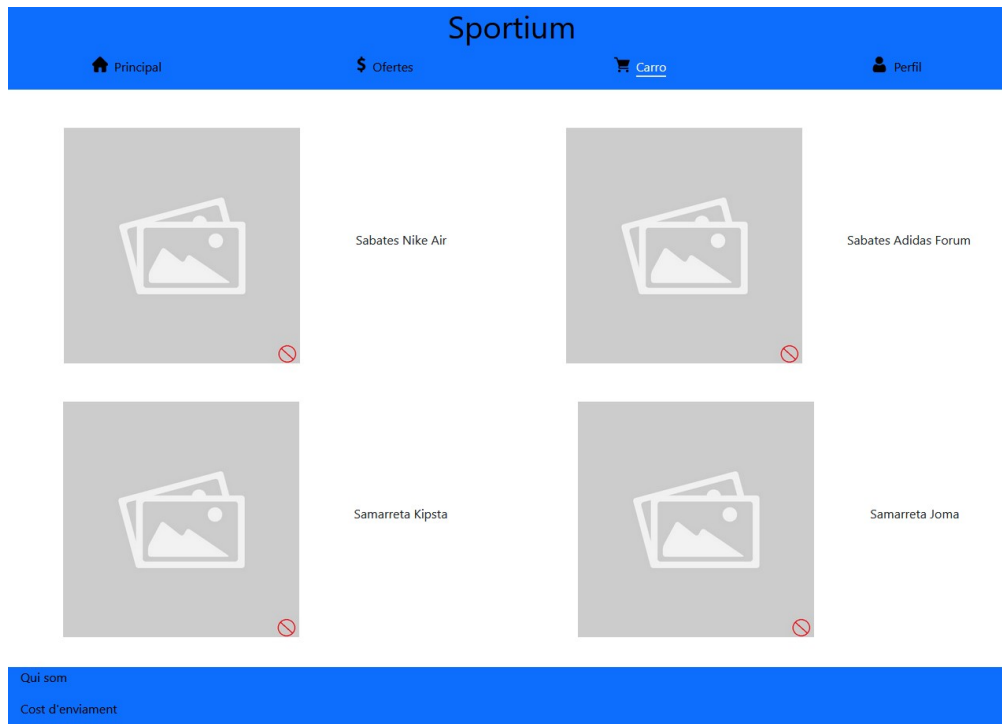 Sportium
Principal
Ofertes
Carro
Perfil
Sabates Nike Air
Sabates Adidas Forum
Samarreta Kipsta
Samarreta Joma
Qui som
Cost d'enviament